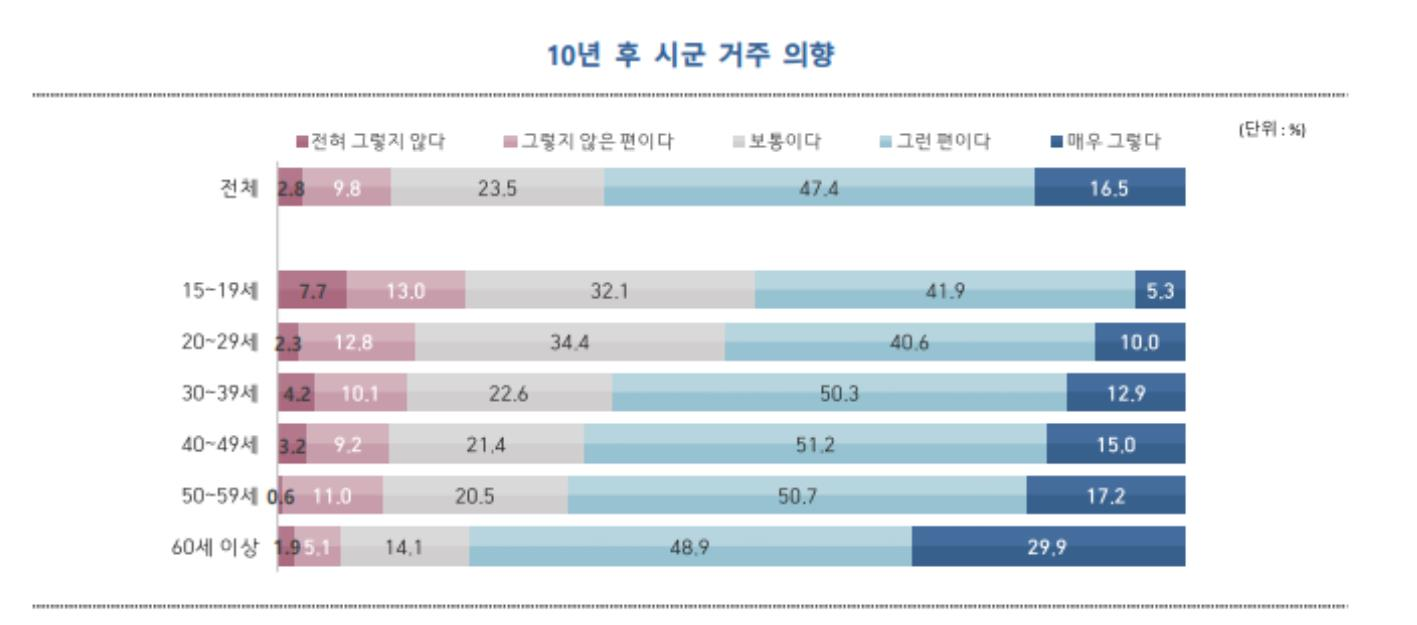 10년 후 시군 거주 의향
(단위 : %)
전혀 그렇지 않다 그렇지 않은 편이다 보통이다 그런 편이다 매우 그렇다
전체 2.8 9.8 23.5 47.4 16.5
15~19세 7.7 13.0 32.1 41.9 5.3
20~29세 2.3 12.8 34.4 40.6 10.0
30~39세 4.2 10.1 22.6 50.3 12.9
40~49세 3.2 9.2 21.4 51.2 15.0
50~59세 0.6 11.0 20.5 50.7 17.2
60세 이상 1.9 5.1 14.1 48.9 29.9